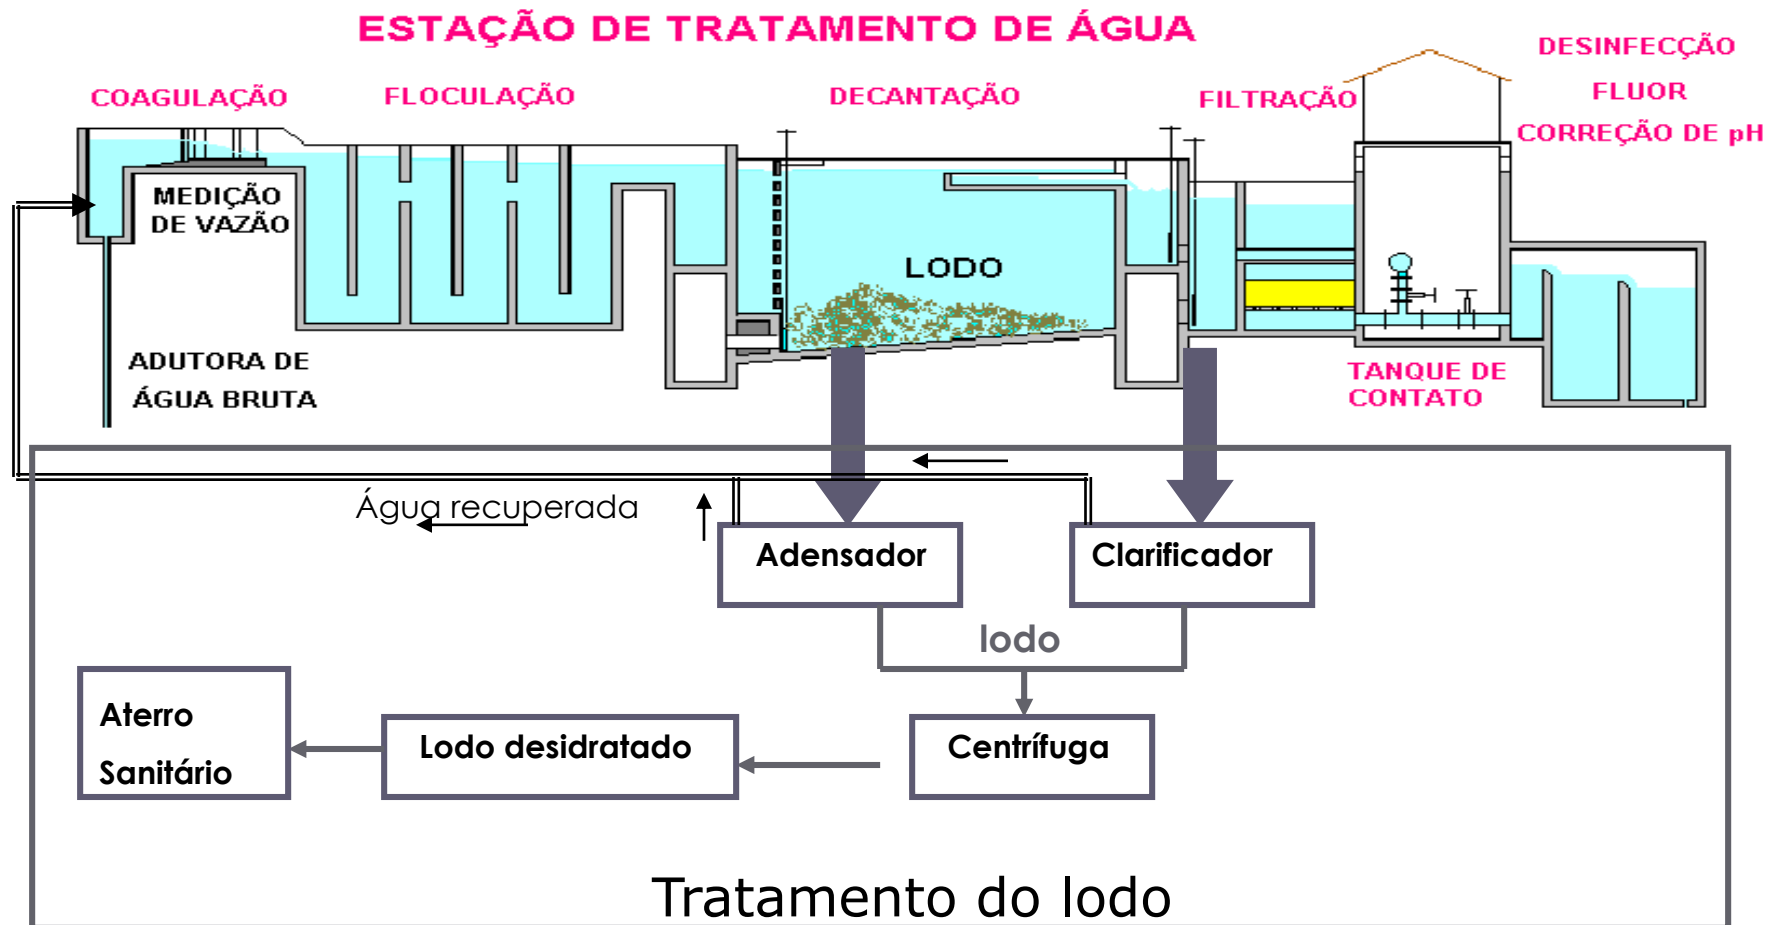 ESTAÇÃO DE TRATAMENTO DE ÁGUA
COAGULAÇÃO
FLOCULAÇÃO
DECANTAÇÃO
FILTRAÇÃO
DESINFECÇÃO
FLUOR
CORREÇÃO DE pH
MEDIÇÃO
DE VAZÃO
LODO
ADUTORA DE
ÁGUA BRUTA
TANQUE DE
CONTATO
Água recuperada
Adensador
Clarificador
lodo
Aterro
Sanitário
Lodo desidratado
Centrífuga
Tratamento do lodo